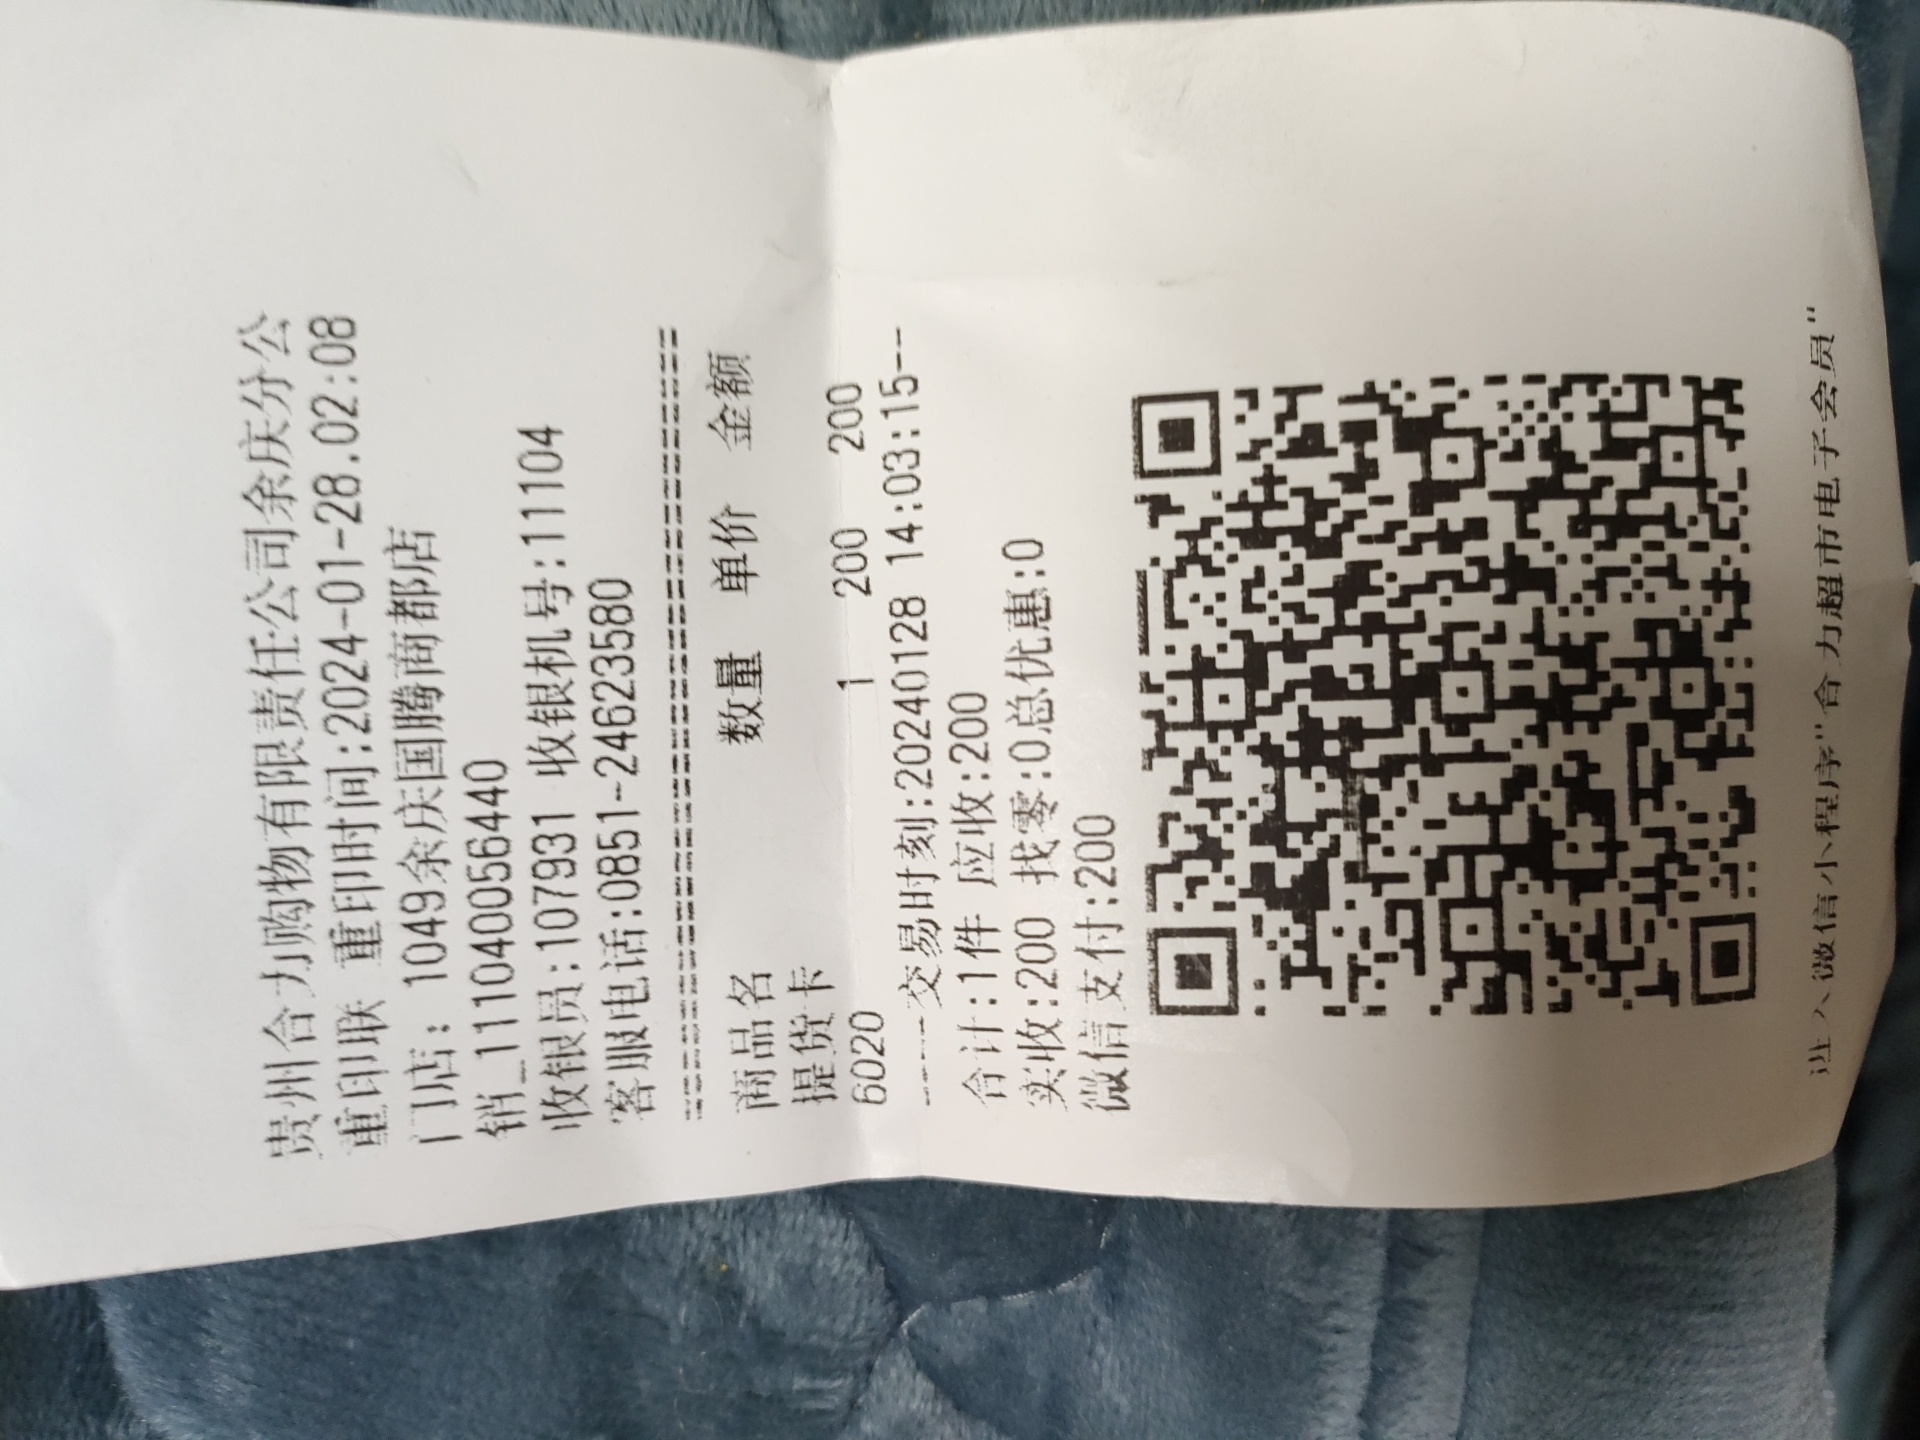 贵州合力购物有限责任公司余庆分公
重印联 重印时间:2024-01-28.02:08
门店: 1049余庆国腾商都店
销_111040056440
收银员:107931 收银机号:11104
客服电话:0851-24623580
商品名 数量 单价 金额
提货卡
6020 1 200 200
----交易时刻:20240128 14:03:15--
合计:1件 应收:200
实收:200 找零:0总优惠:0
微信支付:200
进入微信小程序"合力超市电子会员"